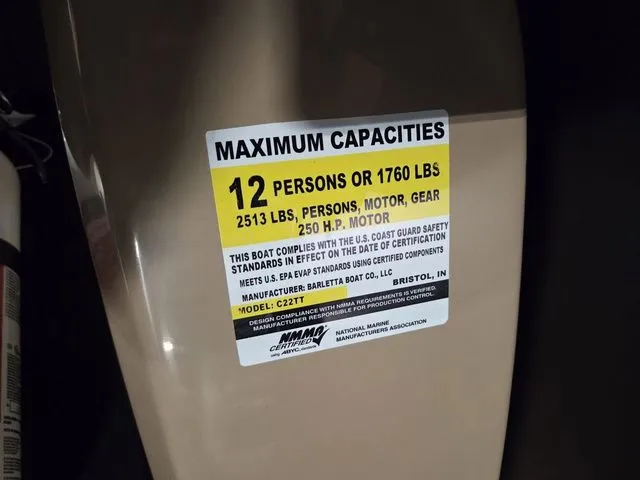 MAXIMUM CAPACITIES
12 PERSONS OR 1760 LBS
2513 LBS, PERSONS, MOTOR, GEAR
250 H.P. MOTOR
THIS BOAT COMPLIES WITH THE U.S. COAST GUARD SAFETY
STANDARDS IN EFFECT ON THE DATE OF CERTIFICATION
MEETS U.S. EPA EVAP STANDARDS USING CERTIFIED COMPONENTS
MANUFACTURER: BARLETTA BOAT CO., LLC
BRISTOL, IN
MODEL: C22TT
DESIGN COMPLIANCE WITH NMMA REQUIREMENTS IS VERIFIED.
MANUFACTURER RESPONSIBLE FOR PRODUCTION CONTROL.
NMMA
CERTIFIED
using ABYC standards
NATIONAL MARINE
MANUFACTURERS ASSOCIATION